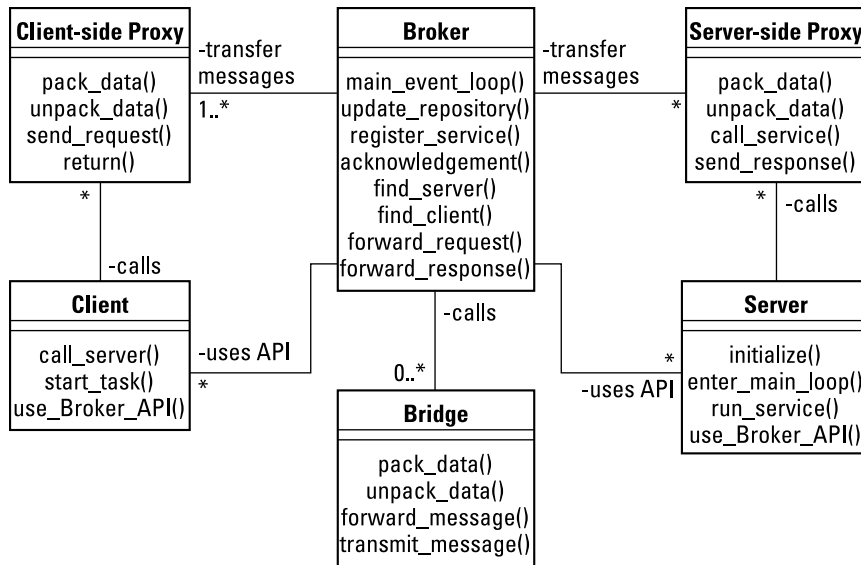 Client-side Proxy
pack_data()
unpack_data()
send_request()
return()
-transfer
messages
1..*
Broker
main_event_loop()
update_repository()
register_service()
acknowledgement()
find_server()
find_client()
forward_request()
forward_response()
-transfer
messages
*
Server-side Proxy
pack_data()
unpack_data()
call_service()
send_response()
*
-calls
*
-calls
Client
call_server()
start_task()
use_Broker_API()
-uses API
*
-calls
0..*
Bridge
pack_data()
unpack_data()
forward_message()
transmit_message()
*
-uses API
Server
initialize()
enter_main_loop()
run_service()
use_Broker_API()